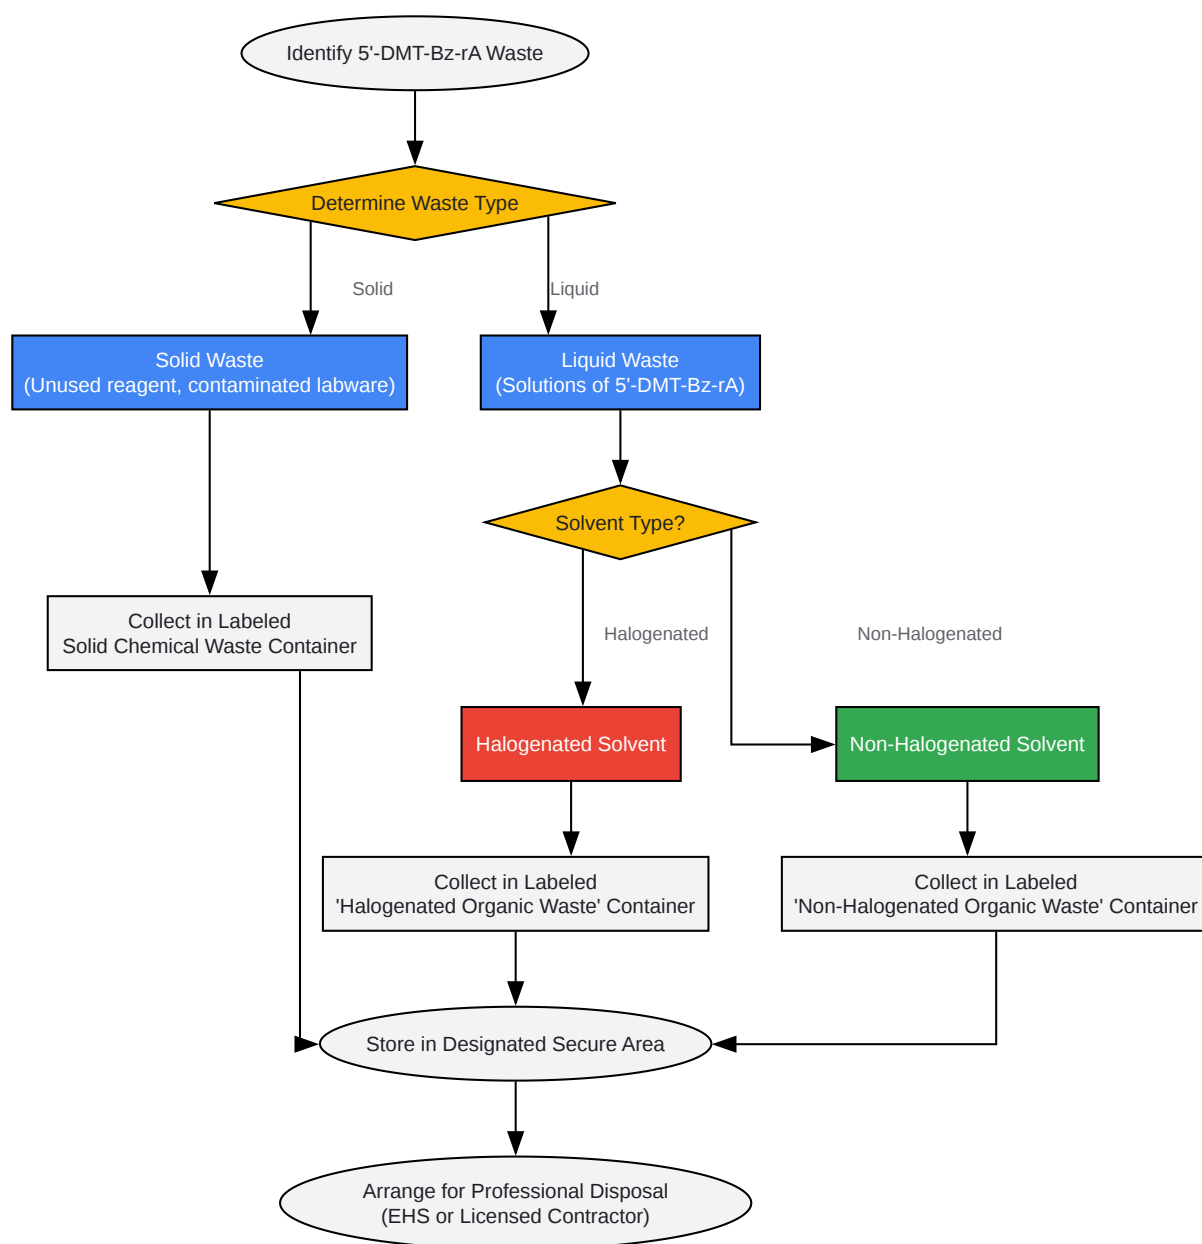 Identify 5'-DMT-Bz-rA Waste
Determine Waste Type
Solid
Liquid
Solid Waste
(Unused reagent, contaminated labware)
Liquid Waste
(Solutions of 5'-DMT-Bz-rA)
Solvent Type?
Collect in Labeled
Solid Chemical Waste Container
Halogenated
Non-Halogenated
Halogenated Solvent
Non-Halogenated Solvent
Collect in Labeled
'Halogenated Organic Waste' Container
Collect in Labeled
'Non-Halogenated Organic Waste' Container
Store in Designated Secure Area
Arrange for Professional Disposal
(EHS or Licensed Contractor)